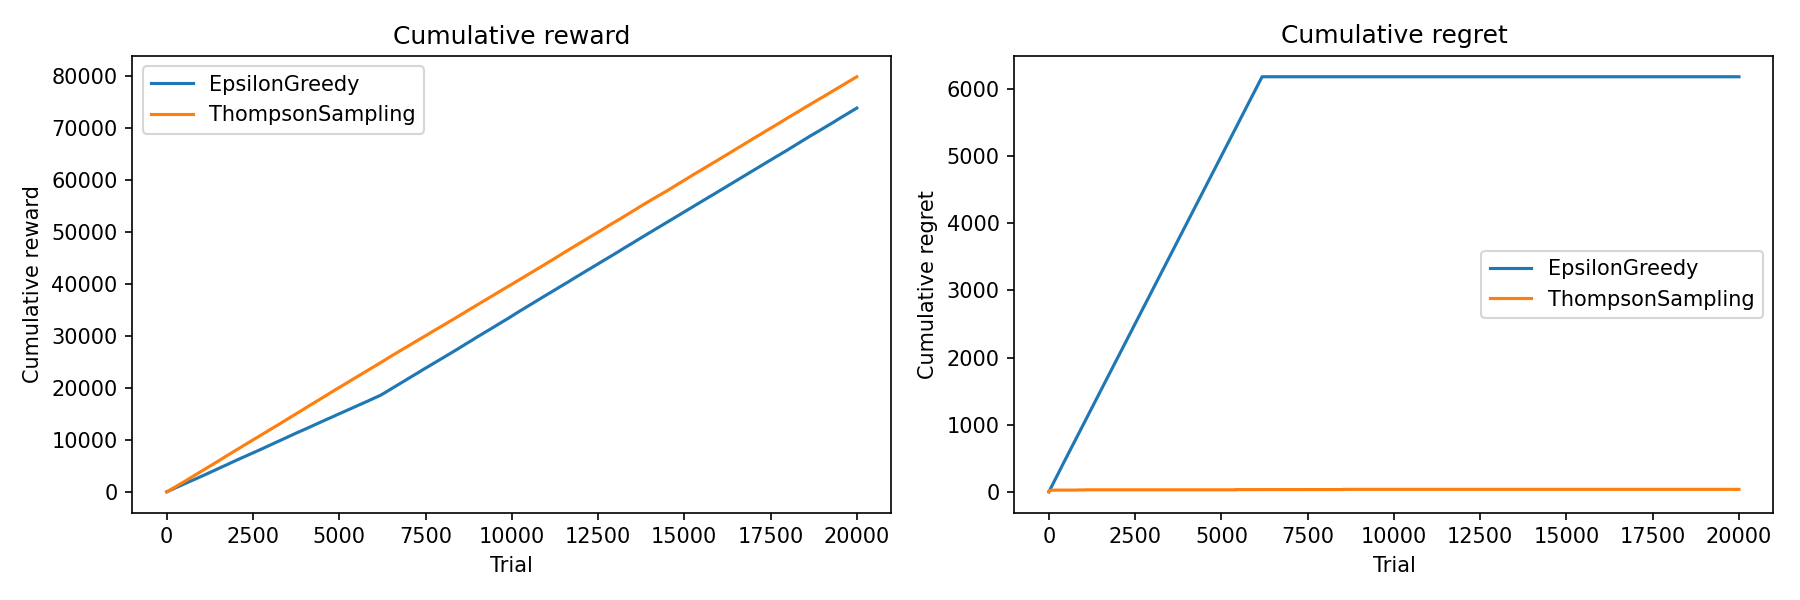 Cumulative reward
EpsilonGreedy
ThompsonSampling
80000
70000
60000
50000
40000
30000
20000
10000
0
Cumulative reward
0 2500 5000 7500 10000 12500 15000 17500 20000
Trial
Cumulative regret
6000
5000
4000
3000
2000
1000
0
Cumulative regret
EpsilonGreedy
ThompsonSampling
0 2500 5000 7500 10000 12500 15000 17500 20000
Trial